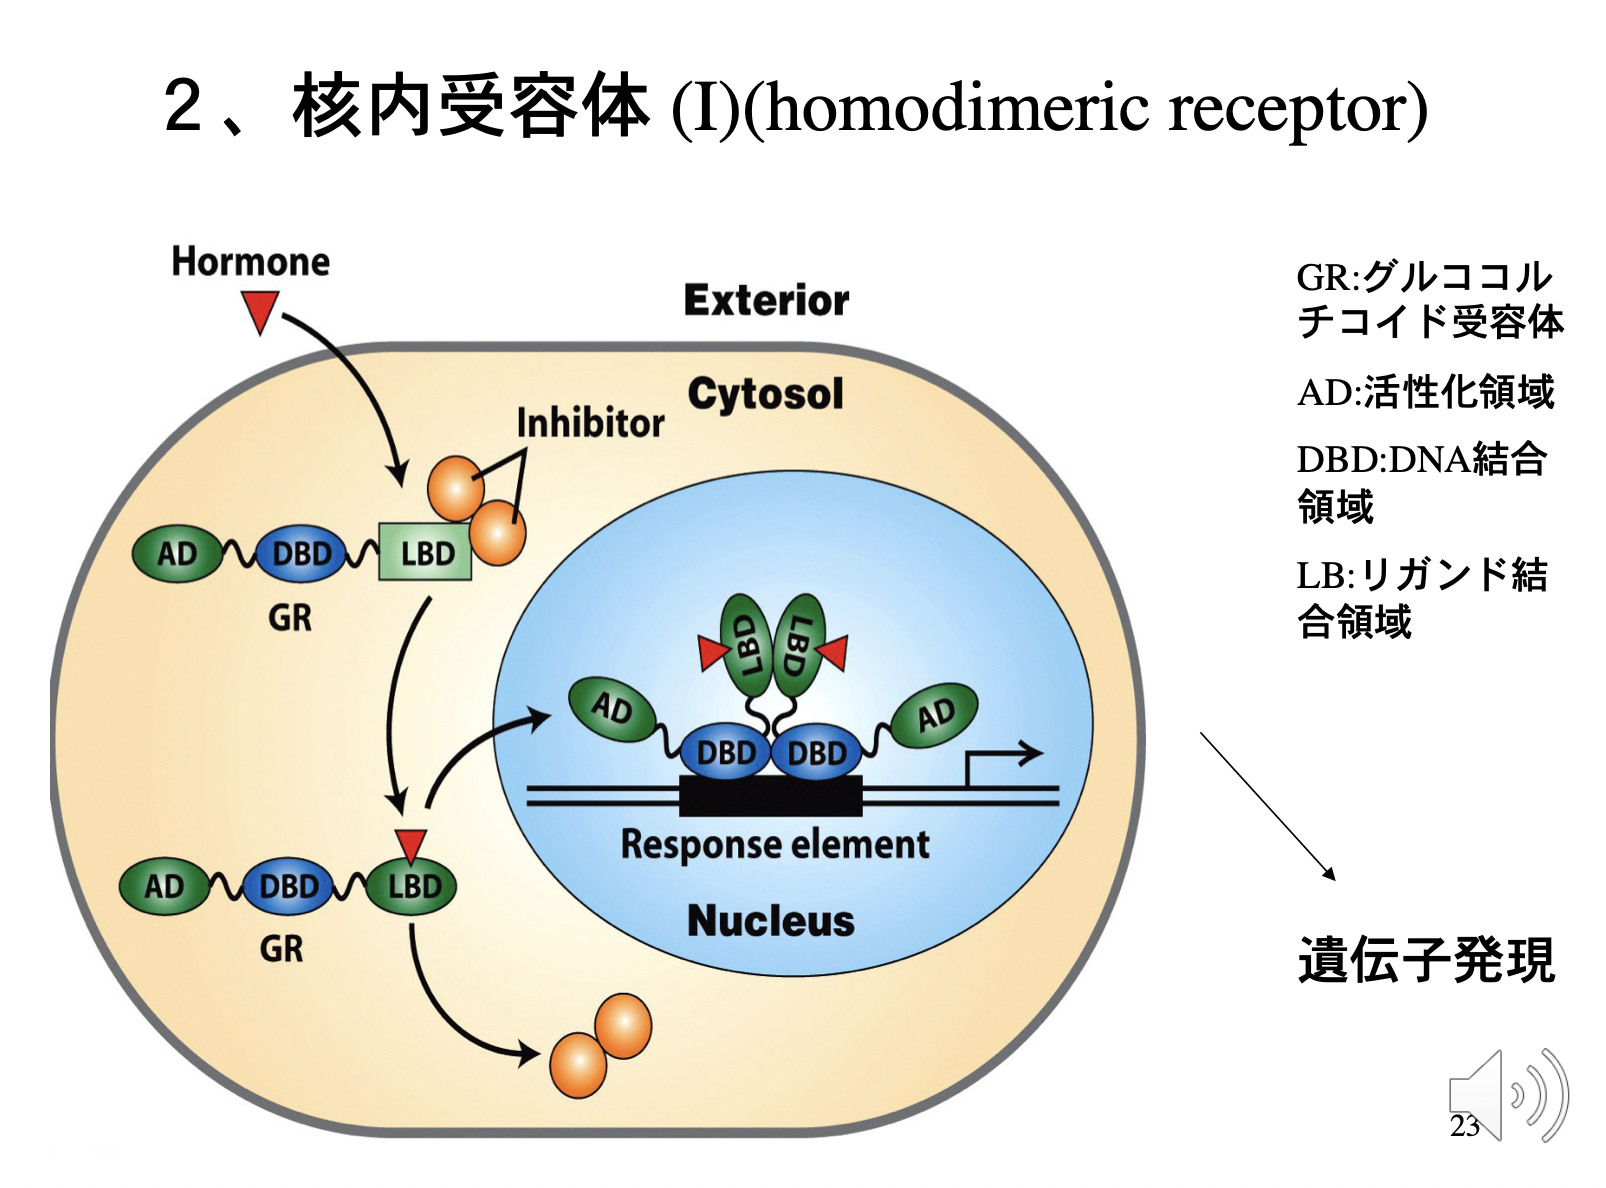 ２、核内受容体 (I)(homodimeric receptor)
Hormone
Exterior
Cytosol
Inhibitor
AD DBD LBD
GR
LBD LBD
AD AD
DBD DBD
Response element
Nucleus
AD DBD LBD
GR
GR:グルココル
チコイド受容体
AD:活性化領域
DBD:DNA結合
領域
LB:リガンド結
合領域
遺伝子発現
23